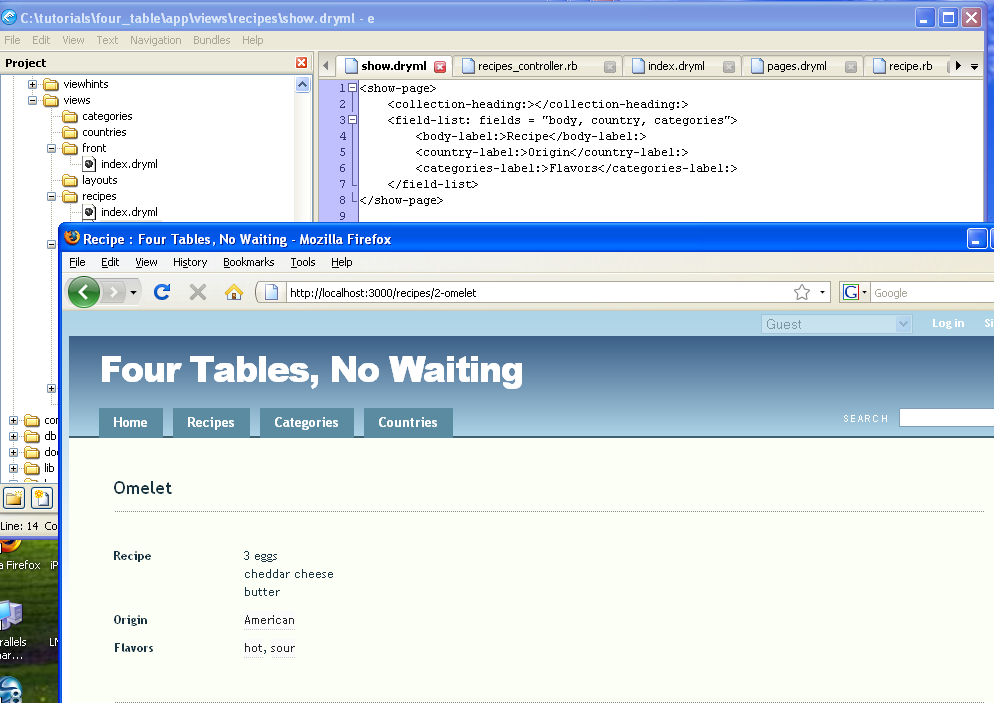 C:\tutorials\four_table\app\views\recipes\show.dryml - e
File Edit View Text Navigation Bundles Help
Project
show.dryml recipes_controller.rb index.dryml pages.dryml recipe.rb
viewhints
views
categories
countries
front
index.dryml
layouts
recipes
index.dryml
1 <show-page>
2 <collection-heading:></collection-heading:>
3 <field-list: fields = "body, country, categories">
4 <body-label:>Recipe</body-label:>
5 <country-label:>Origin</country-label:>
6 <categories-label:>Flavors</categories-label:>
7 </field-list>
8 </show-page>
9
Recipe : Four Tables, No Waiting - Mozilla Firefox
File Edit View History Bookmarks Tools Help
http://localhost:3000/recipes/2-omelet
G Google
Guest Log in Si
Four Tables, No Waiting
Home Recipes Categories Countries
SEARCH
Omelet
Recipe 3 eggs
cheddar cheese
butter
Origin American
Flavors hot, sour
con
db
doc
lib
Line: 14 Co
a Firefox iP
rallels LM
ar...